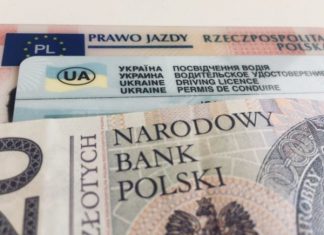 PL
PRAWO JAZDY
RZECZPOSPOLITA
POLSKA
UA
УКРАЇНА
ПОСВІДЧЕННЯ ВОДІЯ
УКРАИНА
ВОДИТЕЛЬСКОЕ УДОСТОВЕРЕНИЕ
UKRAINE
DRIVING LICENCE
UKRAINE
PERMIS DE CONDUIRE
NARODOWY
BANK
POLSKI
ZŁOTYCH